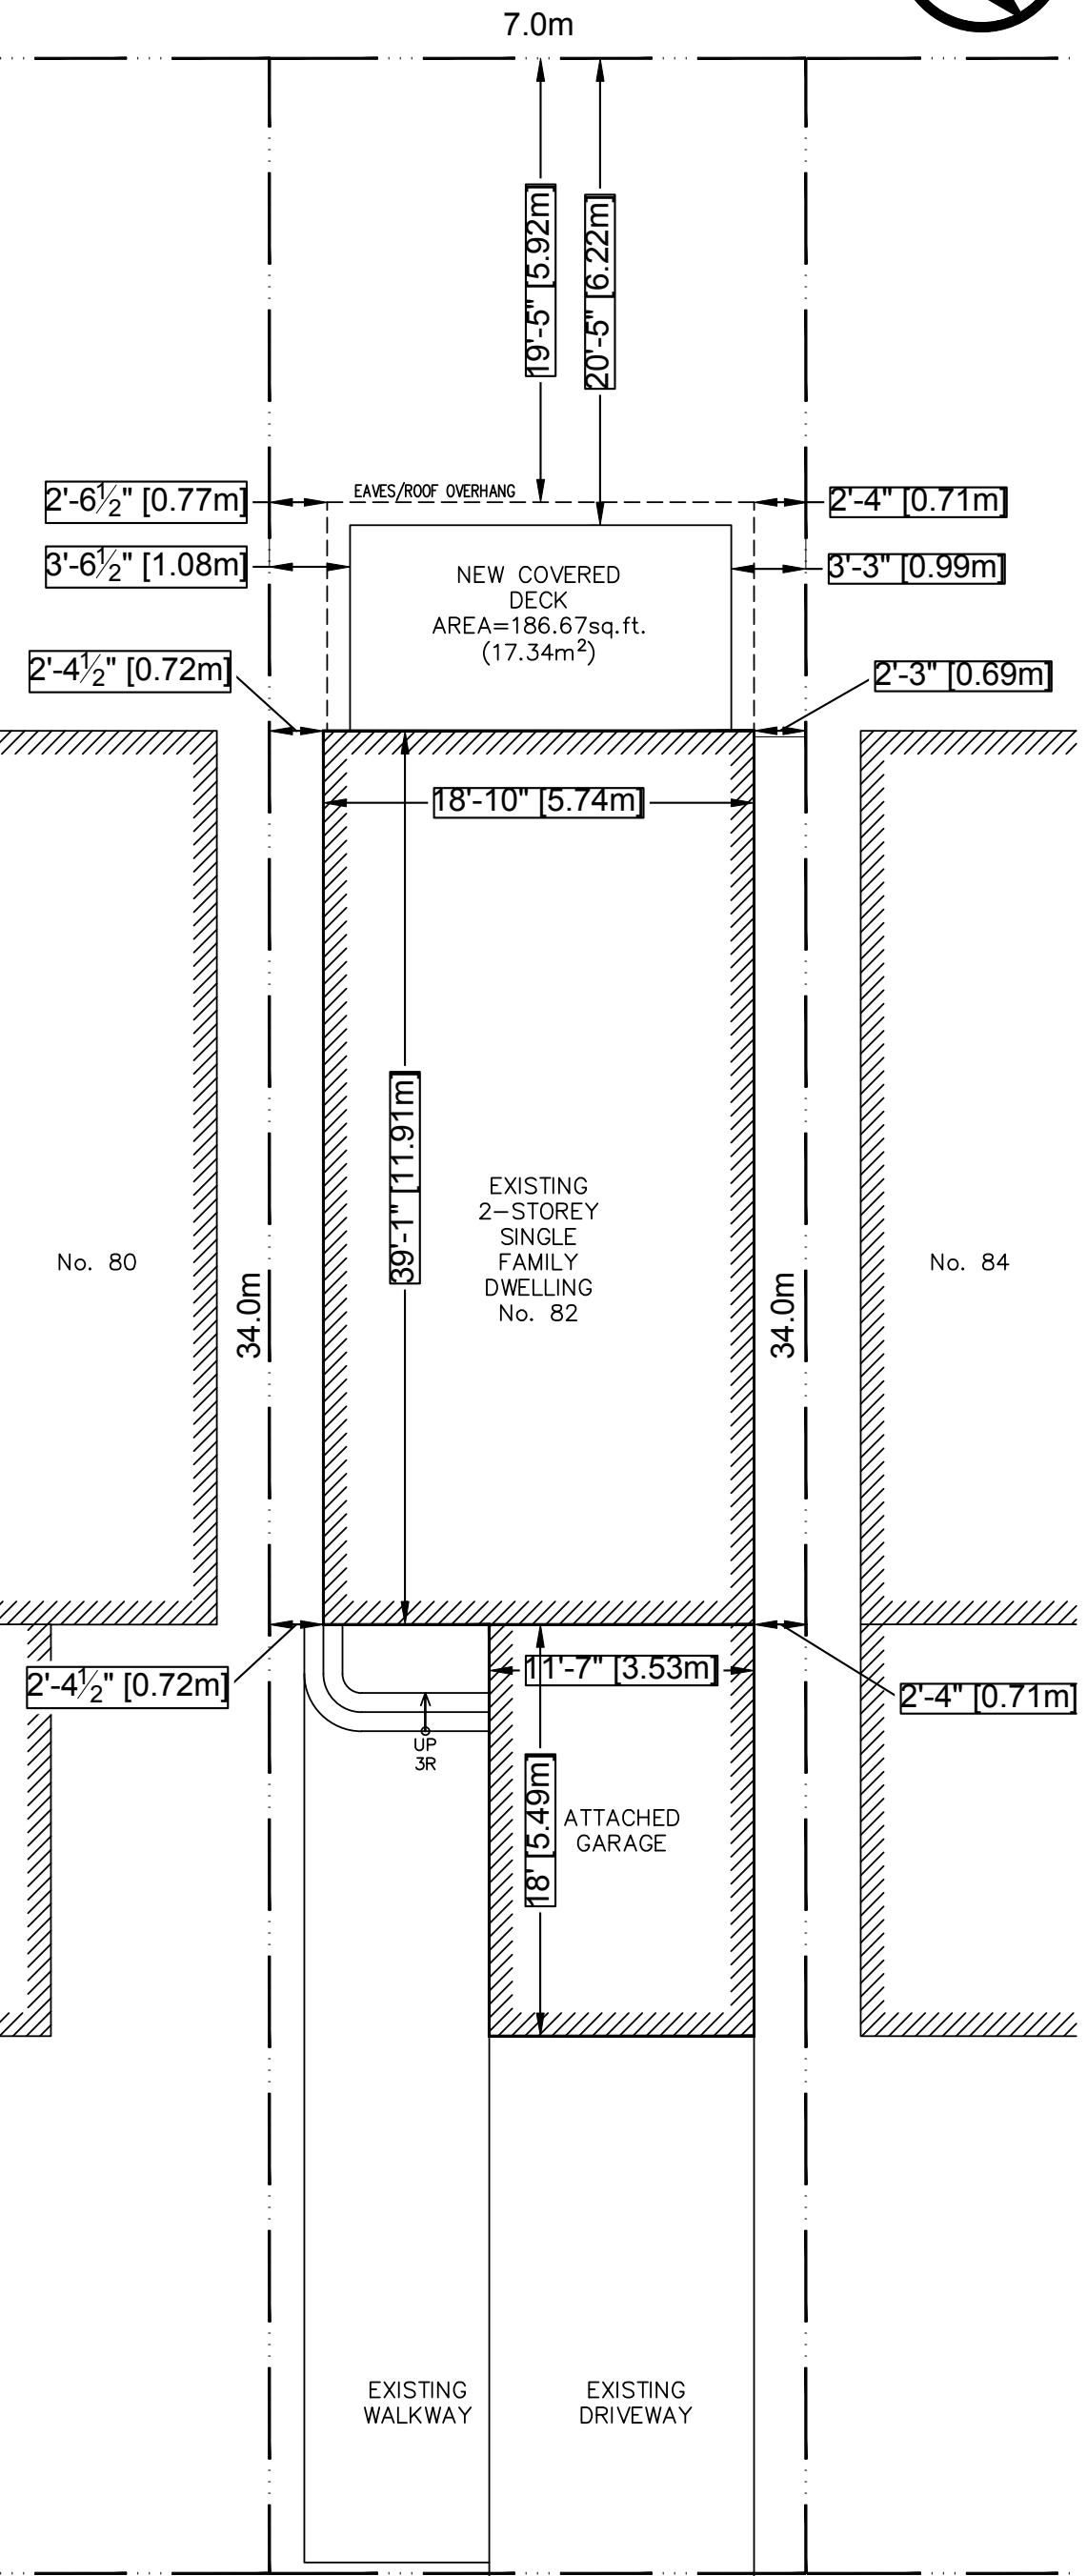 7.0m
19'-5" [5.92m]
20'-5" [6.22m]
2'-6½" [0.77m]
EAVES/ROOF OVERHANG
2'-4" [0.71m]
3'-6½" [1.08m]
3'-3" [0.99m]
NEW COVERED
DECK
AREA=186.67sq.ft.
(17.34m²)
2'-4½" [0.72m]
2'-3" [0.69m]
18'-10" [5.74m]
39'-1" [11.91m]
EXISTING
2-STOREY
SINGLE
FAMILY
DWELLING
No. 82
No. 80
No. 84
34.0m
34.0m
2'-4½" [0.72m]
11'-7" [3.53m]
2'-4" [0.71m]
UP
3R
18' [5.49m]
ATTACHED
GARAGE
EXISTING
WALKWAY
EXISTING
DRIVEWAY